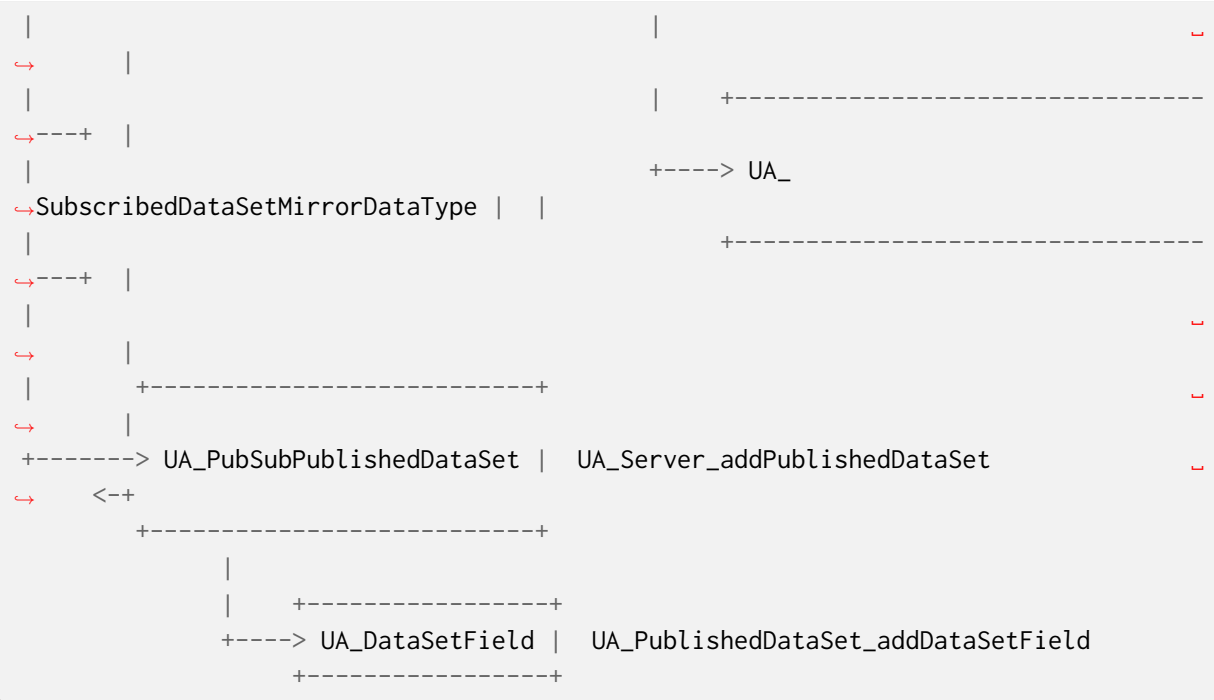 |                                           |                                      ␣
↪      |
|                                           |    +---------------------------------
↪---+  |
|                                           +----> UA_
↪SubscribedDataSetMirrorDataType |  |
|                                                +---------------------------------
↪---+  |
|                                                                                  ␣
↪      |
|       +---------------------------+                                              ␣
↪      |
+-------> UA_PubSubPublishedDataSet |  UA_Server_addPublishedDataSet               ␣
↪    <-+
        +---------------------------+
              |
              |    +-----------------+
              +----> UA_DataSetField |  UA_PublishedDataSet_addDataSetField
                   +-----------------+